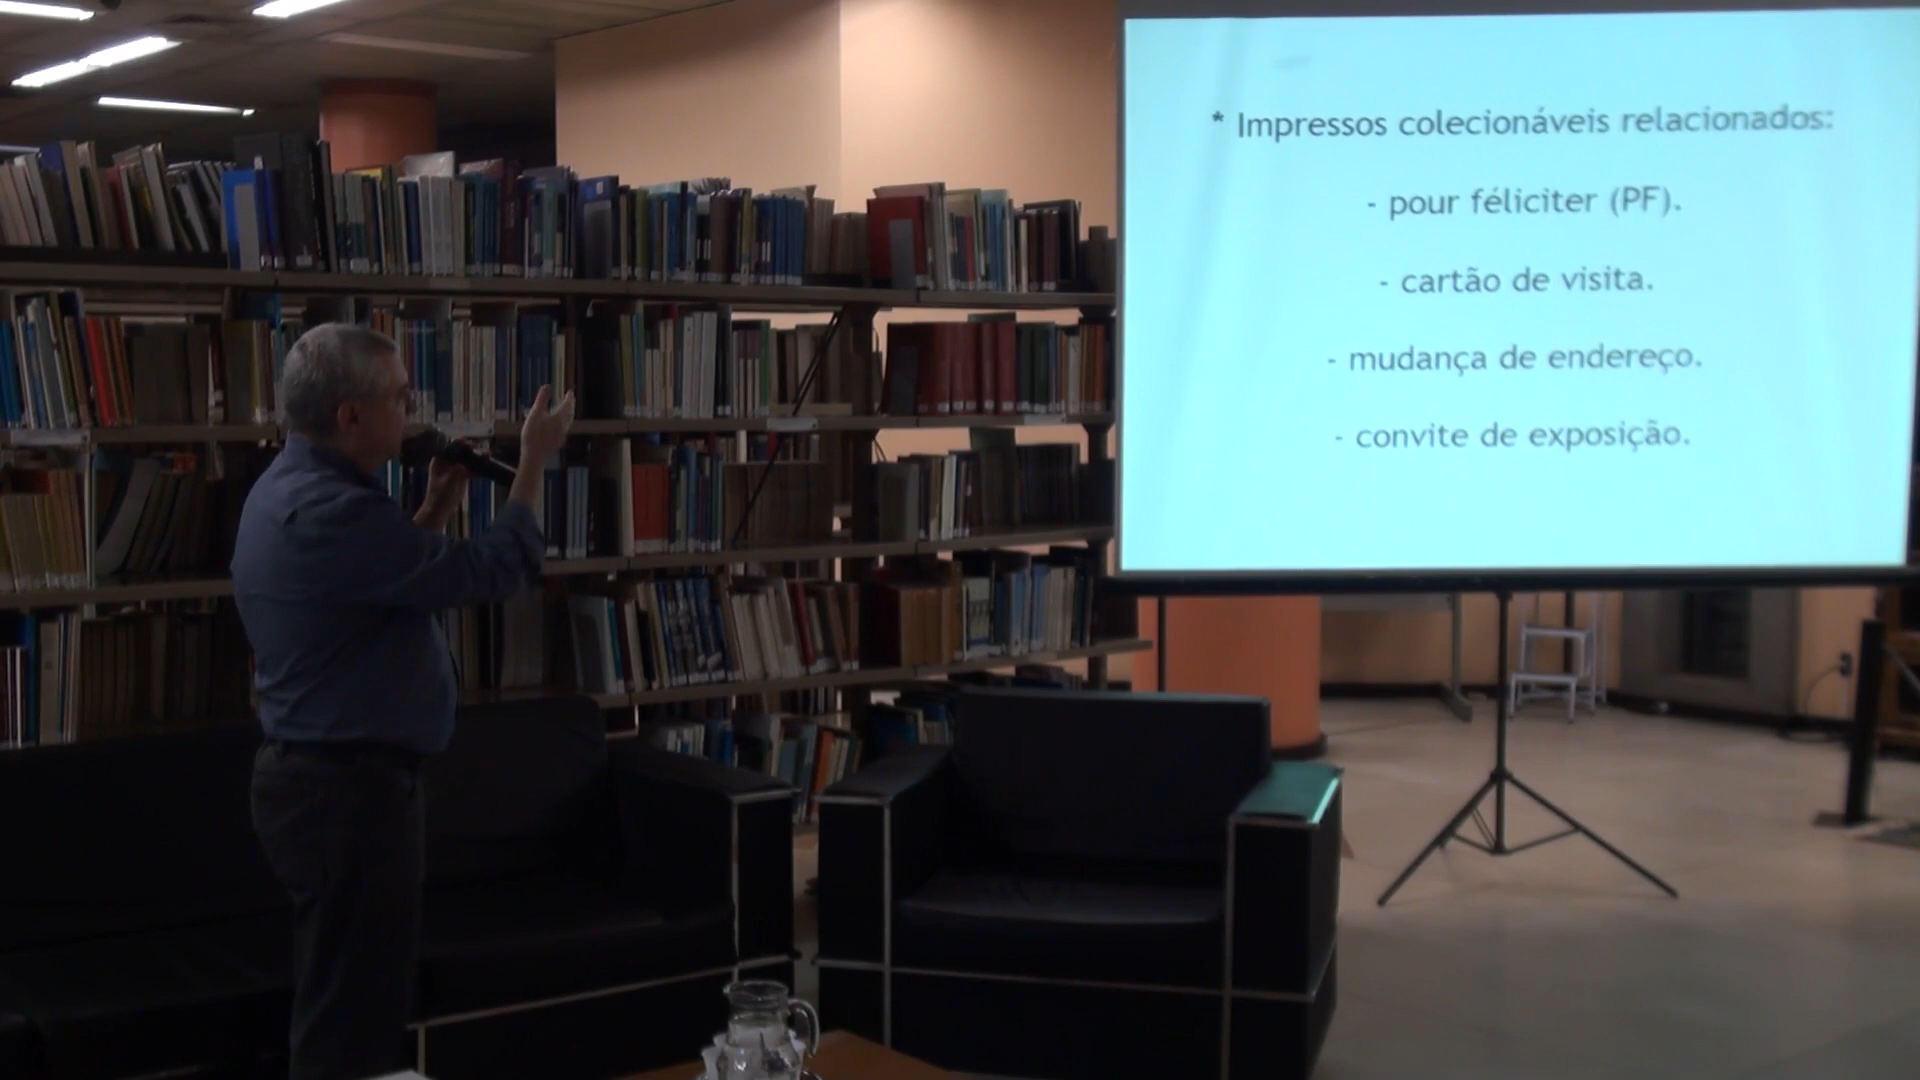 * Impressos colecionáveis relacionados:
- pour féliciter (PF).
- cartão de visita.
- mudança de endereço.
- convite de exposição.